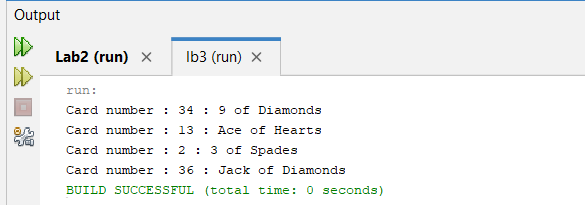 Output
Lab2 (run) × lb3 (run) ×
run:
Card number : 34 : 9 of Diamonds
Card number : 13 : Ace of Hearts
Card number : 2 : 3 of Spades
Card number : 36 : Jack of Diamonds
BUILD SUCCESSFUL (total time: 0 seconds)